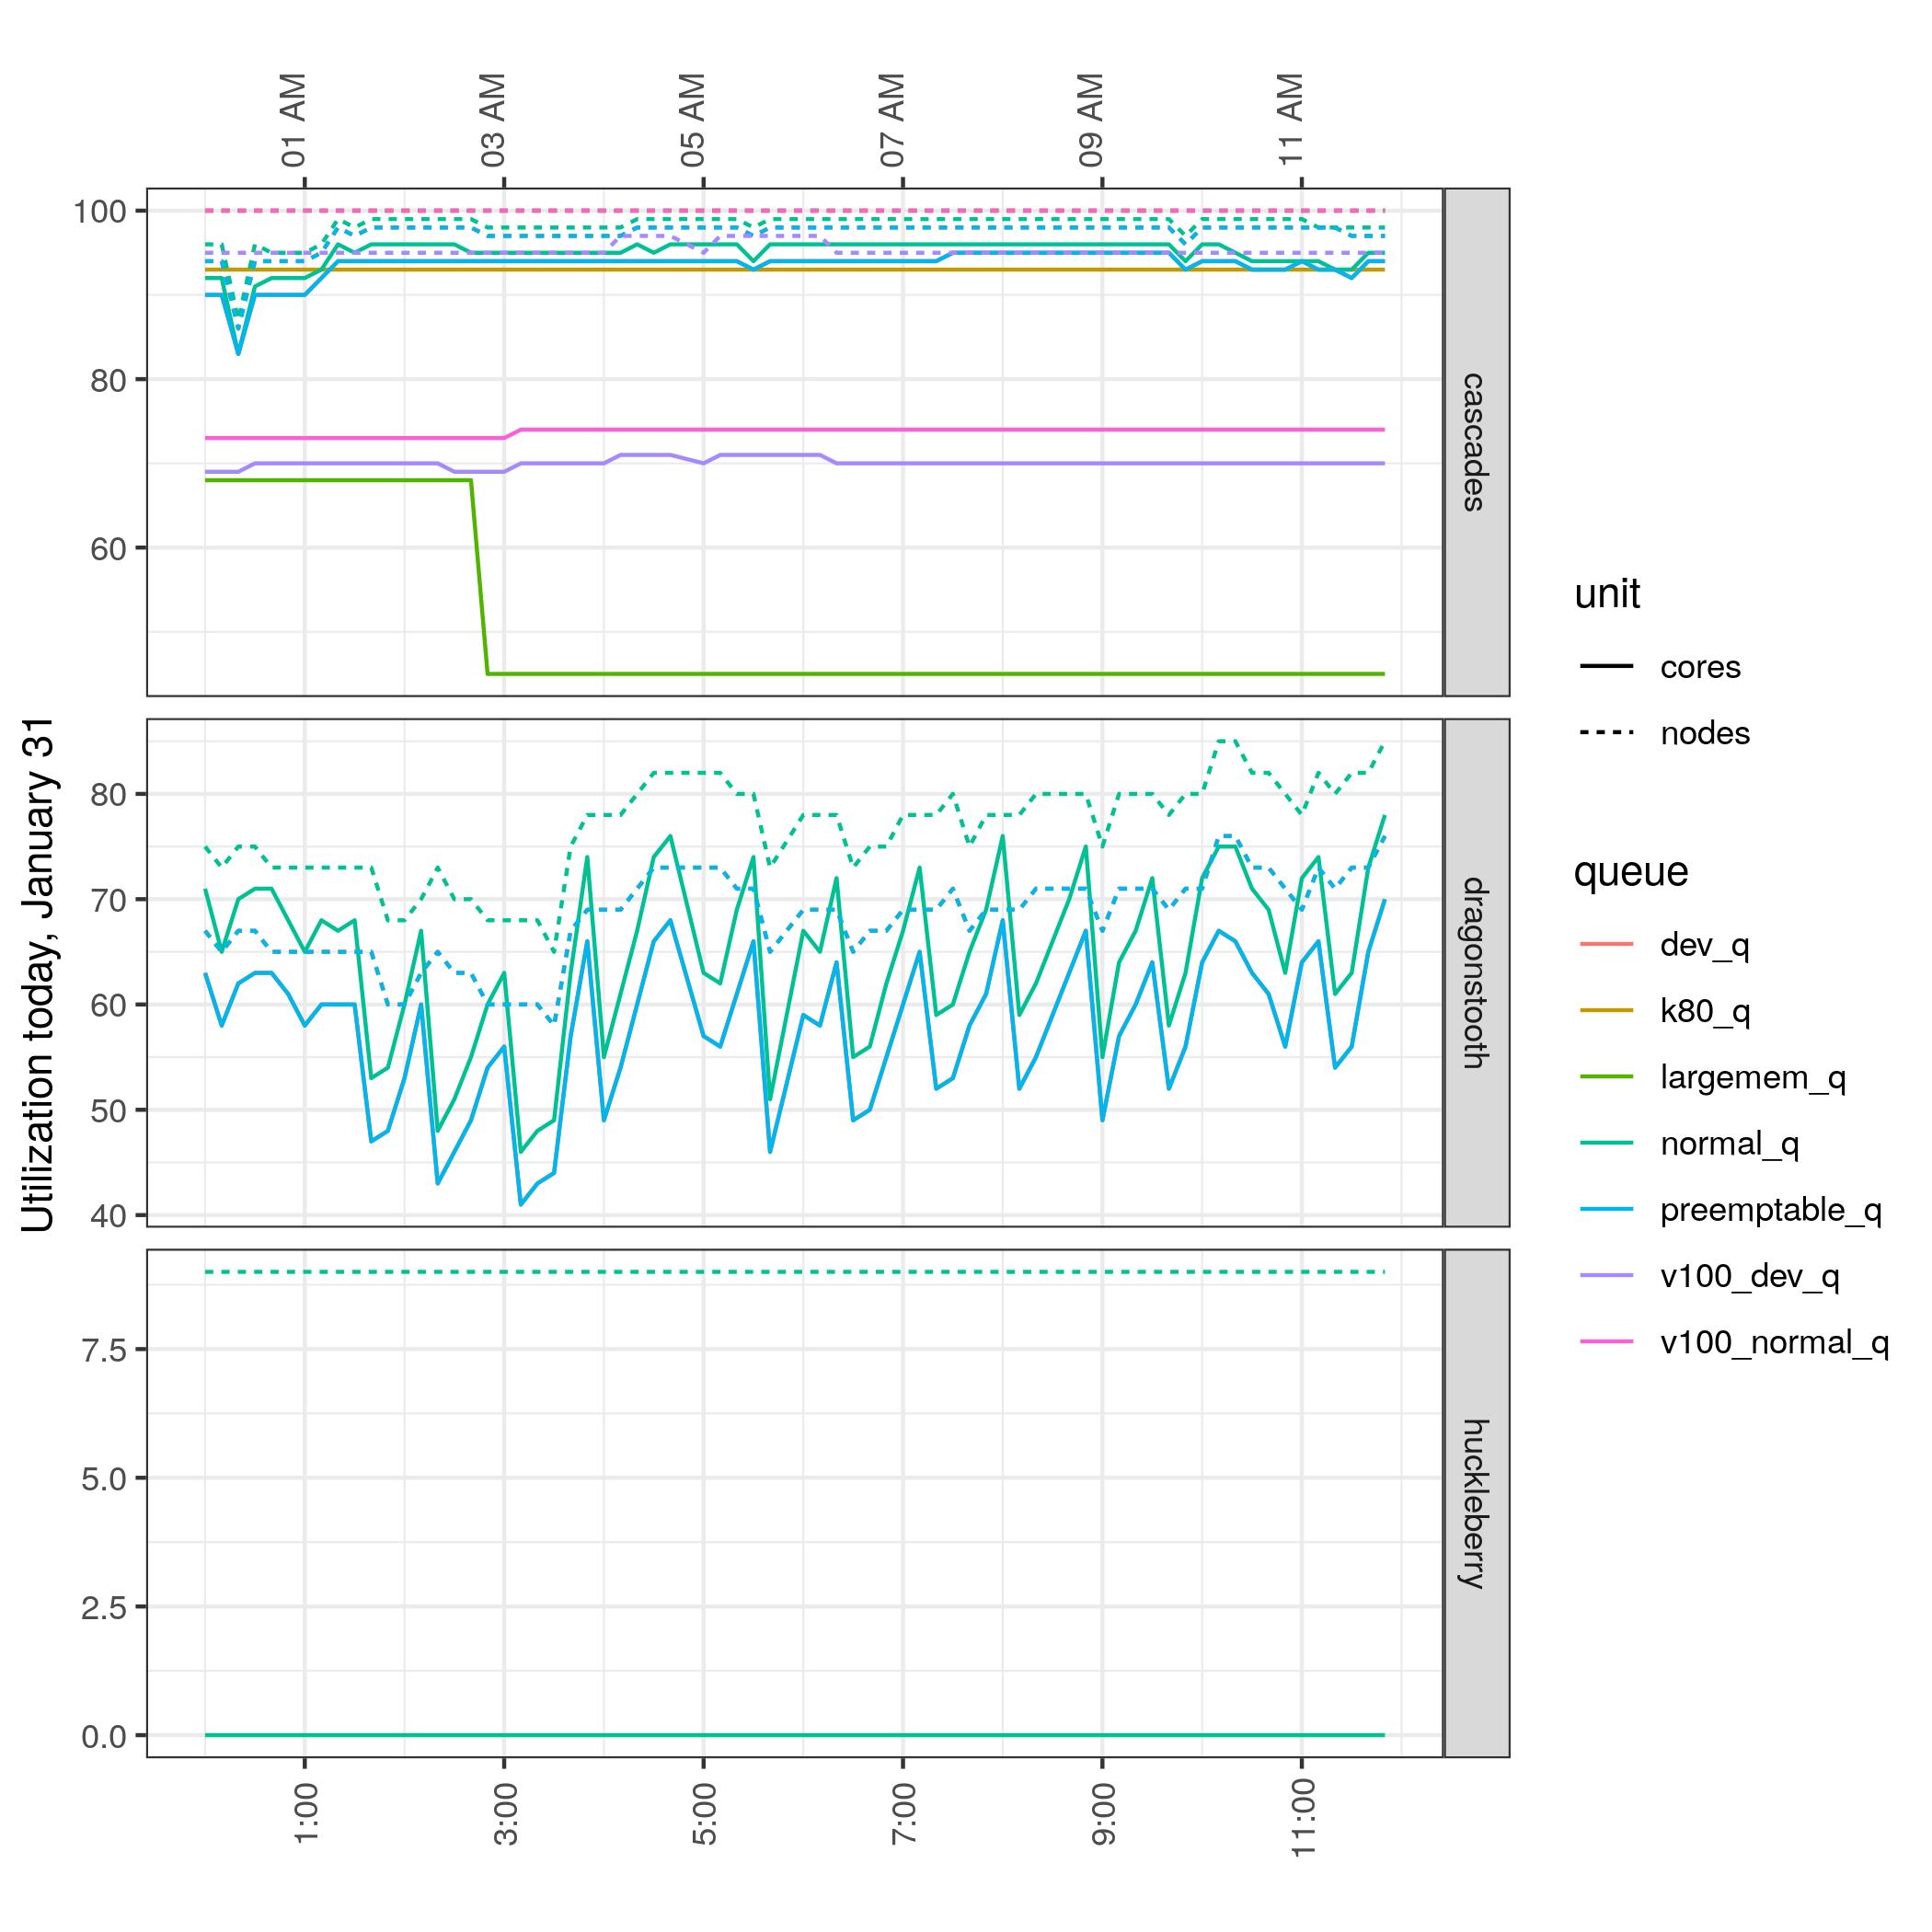 01 AM
03 AM
05 AM
07 AM
09 AM
11 AM
Utilization today, January 31
100
80
60
cascades
80
70
60
50
40
dragonstooth
7.5
5.0
2.5
0.0
huckleberry
1:00
3:00
5:00
7:00
9:00
11:00
unit
cores
nodes
queue
dev_q
k80_q
largemem_q
normal_q
preemptable_q
v100_dev_q
v100_normal_q